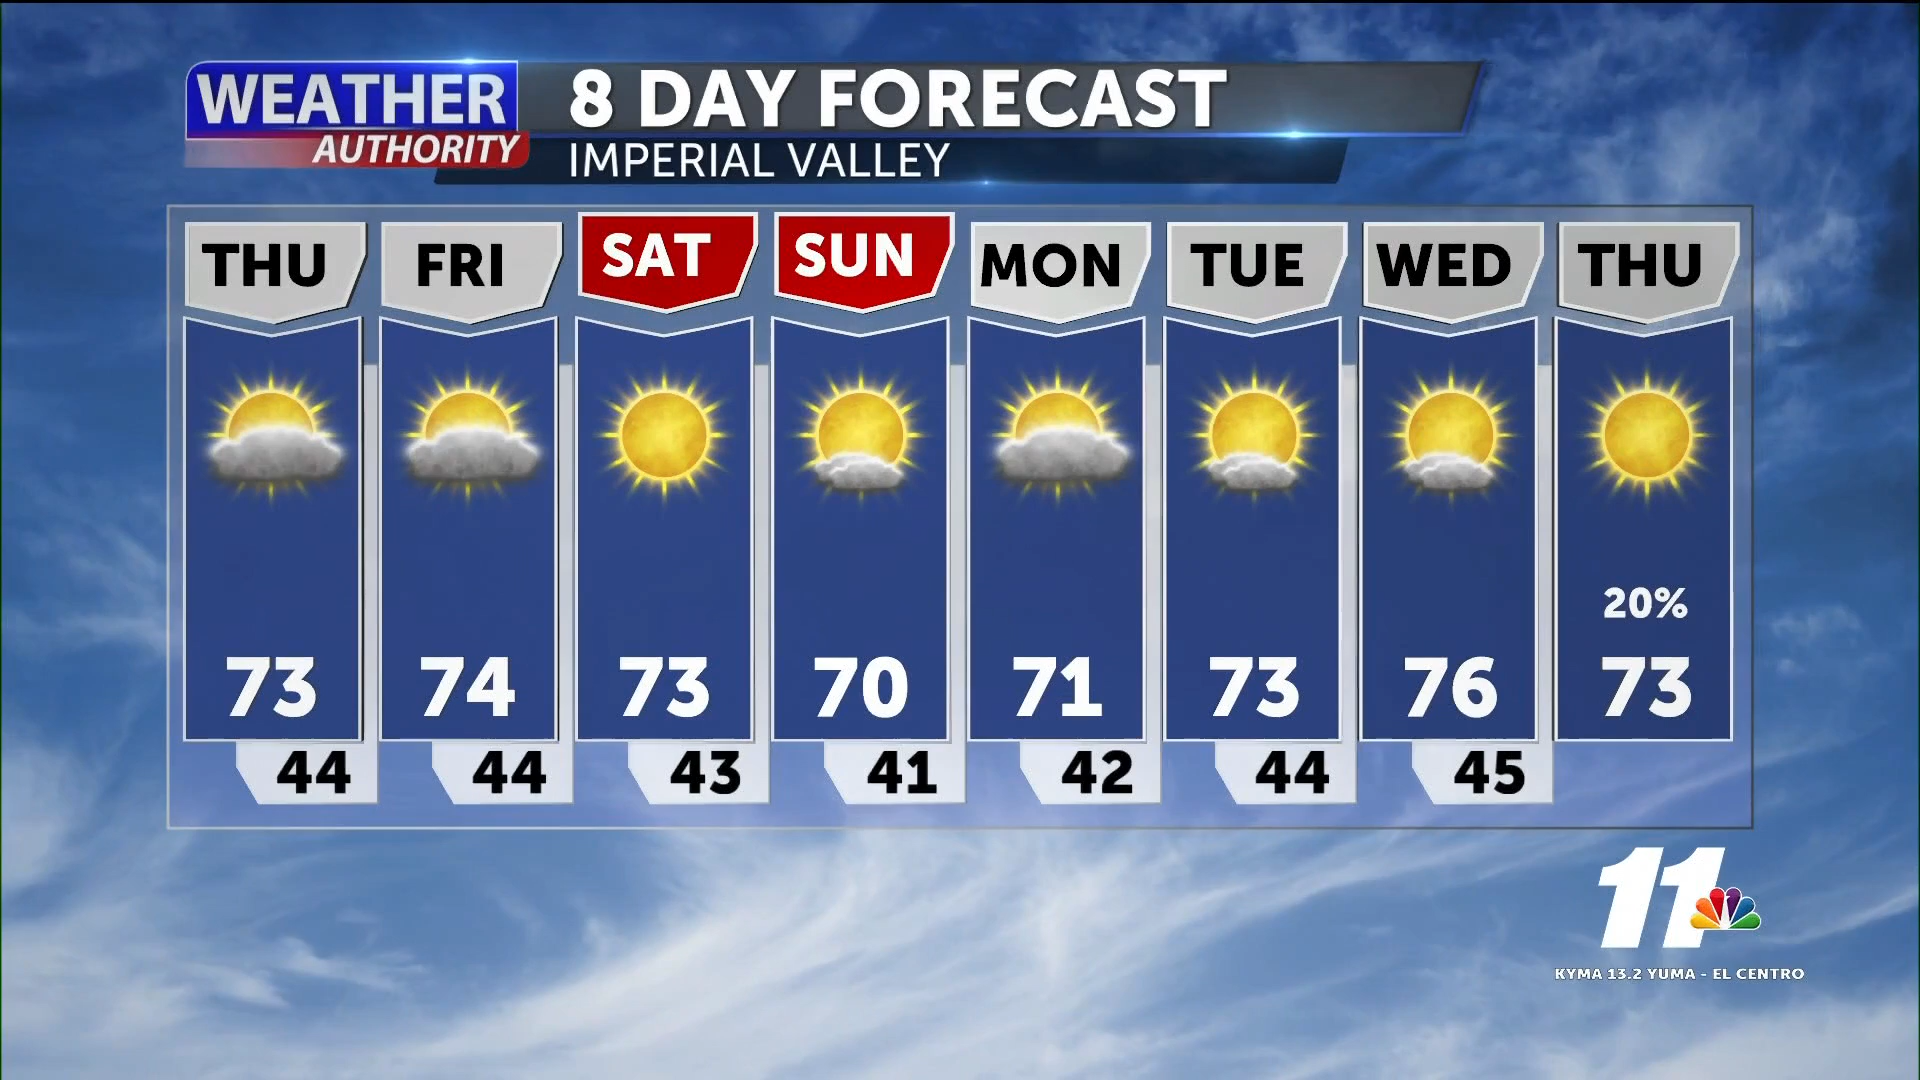 WEATHER
AUTHORITY
8 DAY FORECAST
IMPERIAL VALLEY
THU FRI SAT SUN MON TUE WED THU
20%
73 74 73 70 71 73 76 73
44 44 43 41 42 44 45
11
KYMA 13.2 YUMA - EL CENTRO